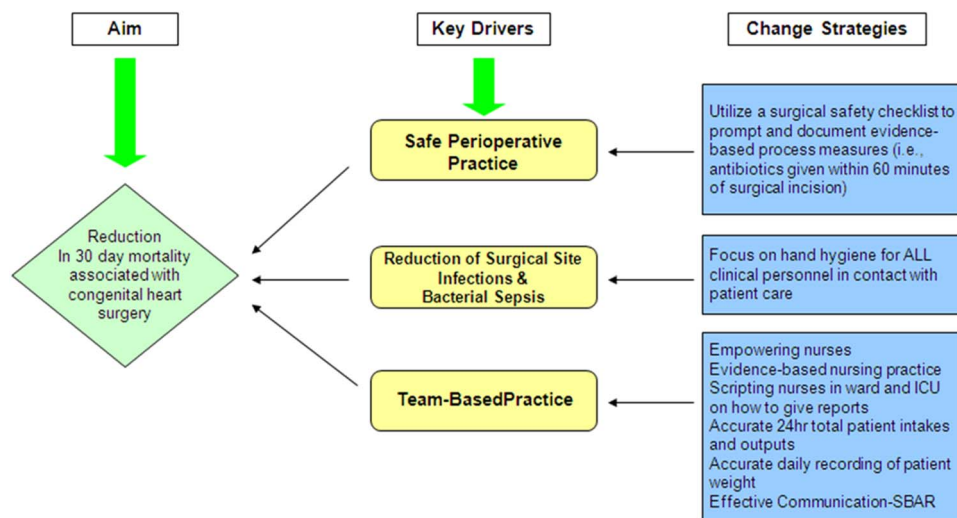 Aim
Key Drivers
Change Strategies
Safe Perioperative
Practice
Utilize a surgical safety checklist to
prompt and document evidence-
based process measures (i.e.,
antibiotics given within 60 minutes
of surgical incision)
Reduction
In 30 day mortality
associated with
congenital heart
surgery
Reduction of Surgical Site
Infections &
Bacterial Sepsis
Focus on hand hygiene for ALL
clinical personnel in contact with
patient care
Team-BasedPractice
Empowering nurses
Evidence-based nursing practice
Scripting nurses in ward and ICU
on how to give reports
Accurate 24hr total patient intakes
and outputs
Accurate daily recording of patient
weight
Effective Communication-SBAR